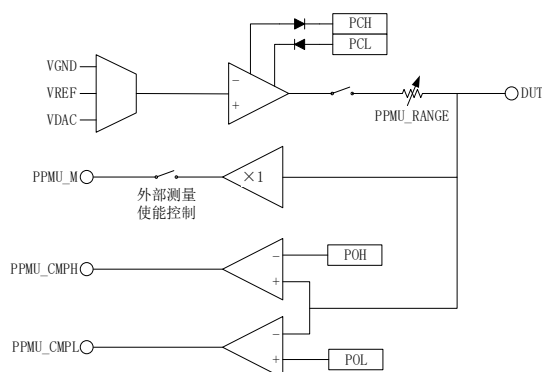 PCH
PCL
VGND
VREF
VDAC
−
+
DUT
PPMU_RANGE
PPMU_M
×1
外部测量
使能控制
−
POH
PPMU_CMPH
+
−
PPMU_CMPL
+
POL